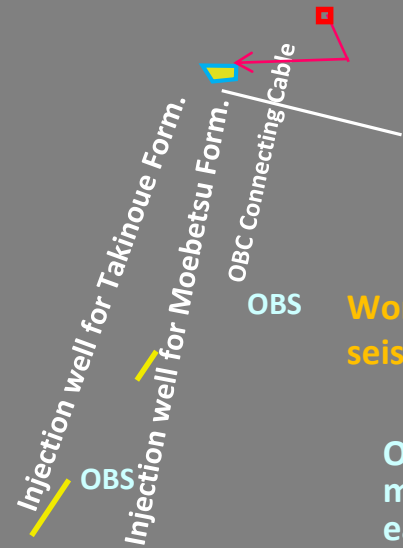 Injection well for Takinoue Form.
Injection well for Moebetsu Form.
OBC Connecting Cable
OBS
Wo
seis
OBS
O
m
e